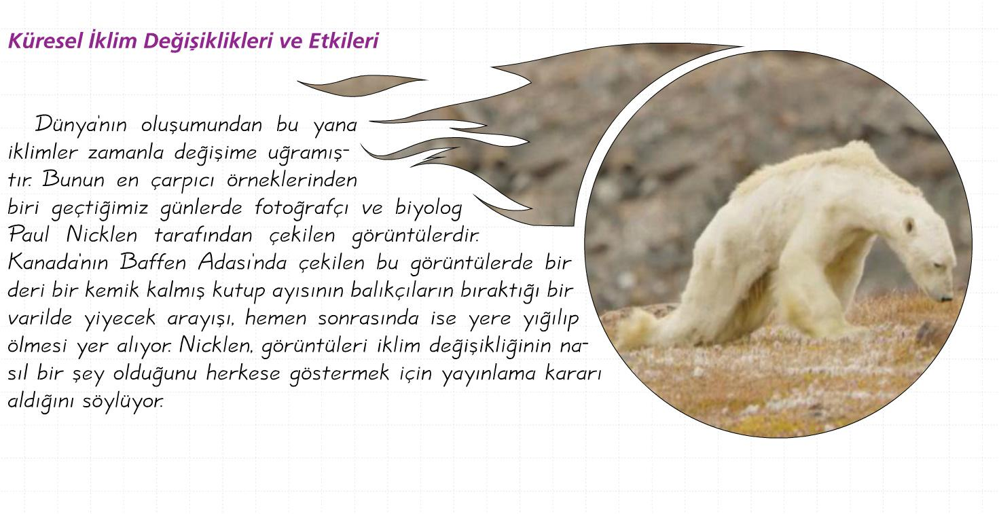 Küresel İklim Değişiklikleri ve Etkileri
Dünya'nın oluşumundan bu yana
iklimler zamanla değişime uğramış-
tır. Bunun en çarpıcı örneklerinden
biri geçtiğimiz günlerde fotoğrafçı ve biyolog
Paul Nicklen tarafından çekilen görüntülerdir.
Kanada'nın Baffen Adası'nda çekilen bu görüntülerde bir
deri bir kemik kalmış kutup ayısının balıkçıların bıraktığı bir
varilde yiyecek arayışı, hemen sonrasında ise yere yığılıp
ölmesi yer alıyor. Nicklen, görüntüleri iklim değişikliğinin na-
sıl bir şey olduğunu herkese göstermek için yayınlama kararı
aldığını söylüyor.